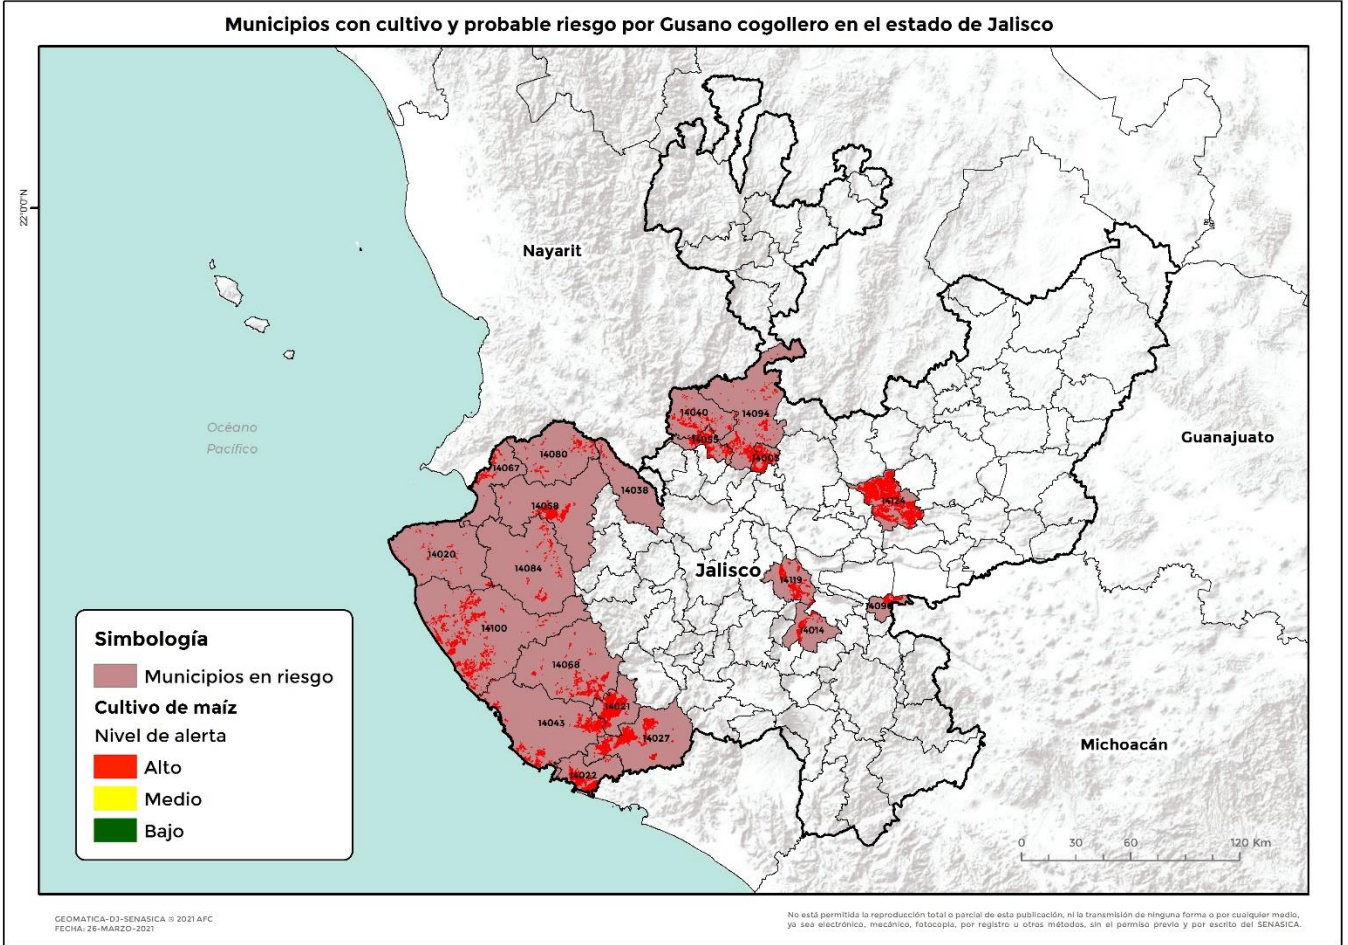 Municipios con cultivo y probable riesgo por Gusano cogollero en el estado de Jalisco
22°0'0"N
Nayarit
Océano
Pacífico
Guanajuato
14040
14094
14055
14005
14080
14067
14038
14058
14124
14020
14084
Jalisco
14119
14096
14100
14014
14068
14021
14043
14027
14022
Michoacán
Simbología
Municipios en riesgo
Cultivo de maíz
Nivel de alerta
Alto
Medio
Bajo
0 30 60 120 Km
GEOMATICA-DJ-SENASICA © 2021 AFC
FECHA: 26-MARZO-2021
No está permitida la reproducción total o parcial de esta publicación, ni la transmisión de ninguna forma o por cualquier medio,
ya sea electrónico, mecánico, fotocopia, por registro u otros métodos, sin el permiso previo y por escrito del SENASICA.